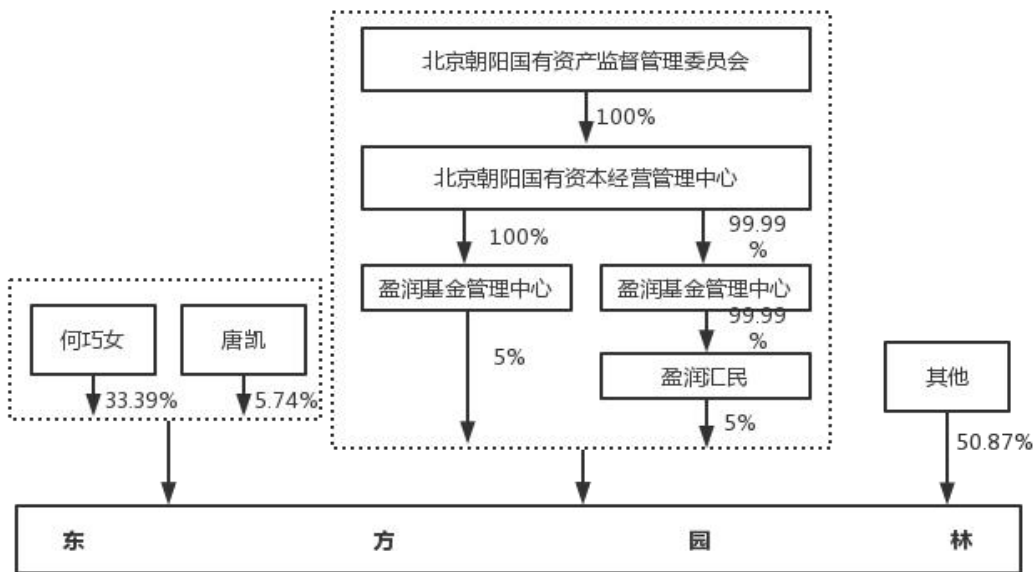 北京朝阳国有资产监督管理委员会
100%
北京朝阳国有资本经营管理中心
100%
99.99
%
盈润基金管理中心
盈润基金管理中心
99.99
%
何巧女
唐凯
5%
盈润汇民
其他
33.39%
5.74%
5%
50.87%
东 方 园 林